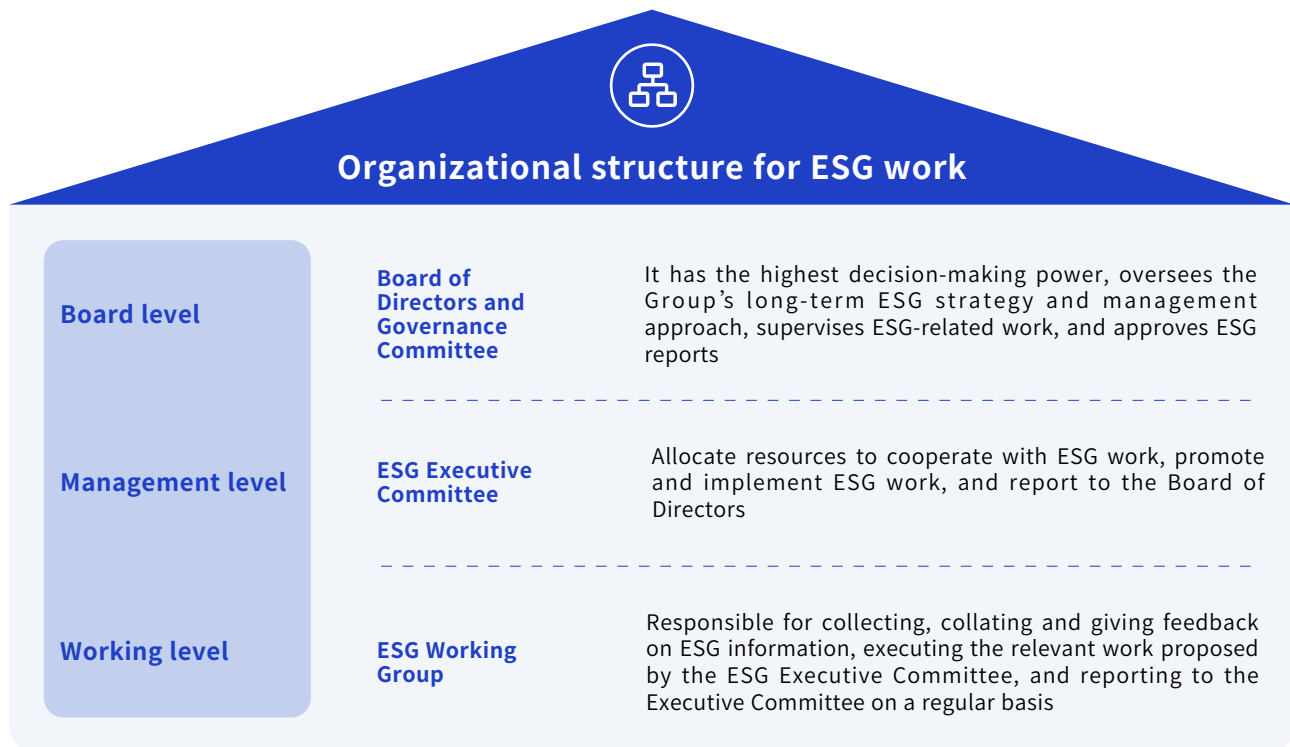 Organizational structure for ESG work
Board level
Board of
Directors and
Governance
Committee
It has the highest decision-making power, oversees the
Group’s long-term ESG strategy and management
approach, supervises ESG-related work, and approves ESG
reports
Management level
ESG Executive
Committee
Allocate resources to cooperate with ESG work, promote
and implement ESG work, and report to the Board of
Directors
Working level
ESG Working
Group
Responsible for collecting, collating and giving feedback
on ESG information, executing the relevant work proposed
by the ESG Executive Committee, and reporting to the
Executive Committee on a regular basis